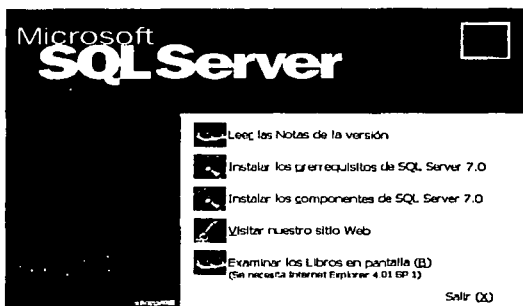 Microsoft
SQL Server
Leer las Notas de la versión
Instalar los prerrequisitos de SQL Server 7.0
Instalar los componentes de SQL Server 7.0
Visitar nuestro sitio Web
Examinar los Libros en pantalla (B)
(Se necesita Internet Explorer 4.01 SP 1)
Salir (X)